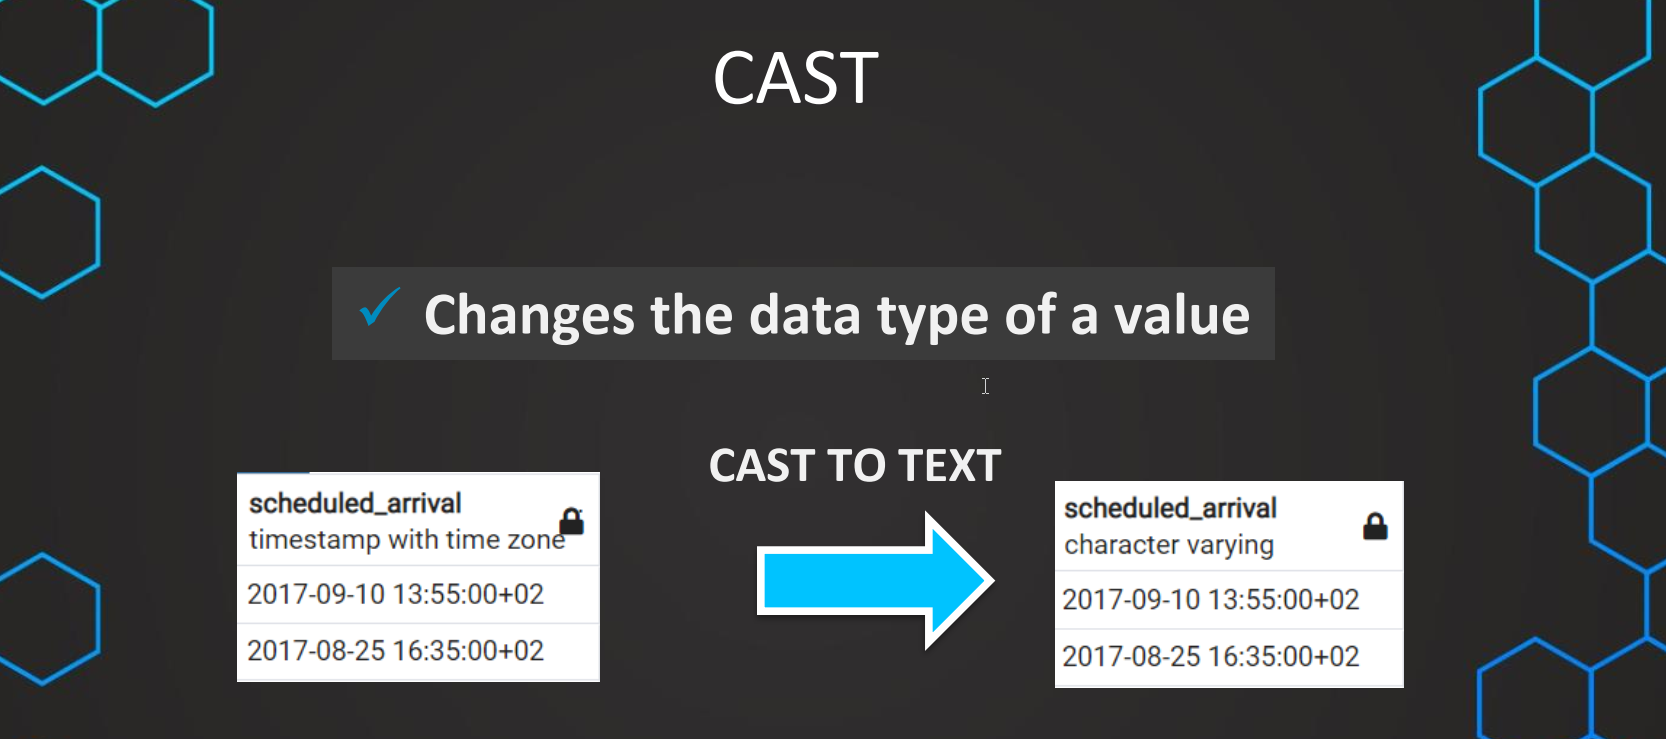 CAST
Changes the data type of a value
CAST TO TEXT
scheduled_arrival
timestamp with time zone
2017-09-10 13:55:00+02
2017-08-25 16:35:00+02
scheduled_arrival
character varying
2017-09-10 13:55:00+02
2017-08-25 16:35:00+02